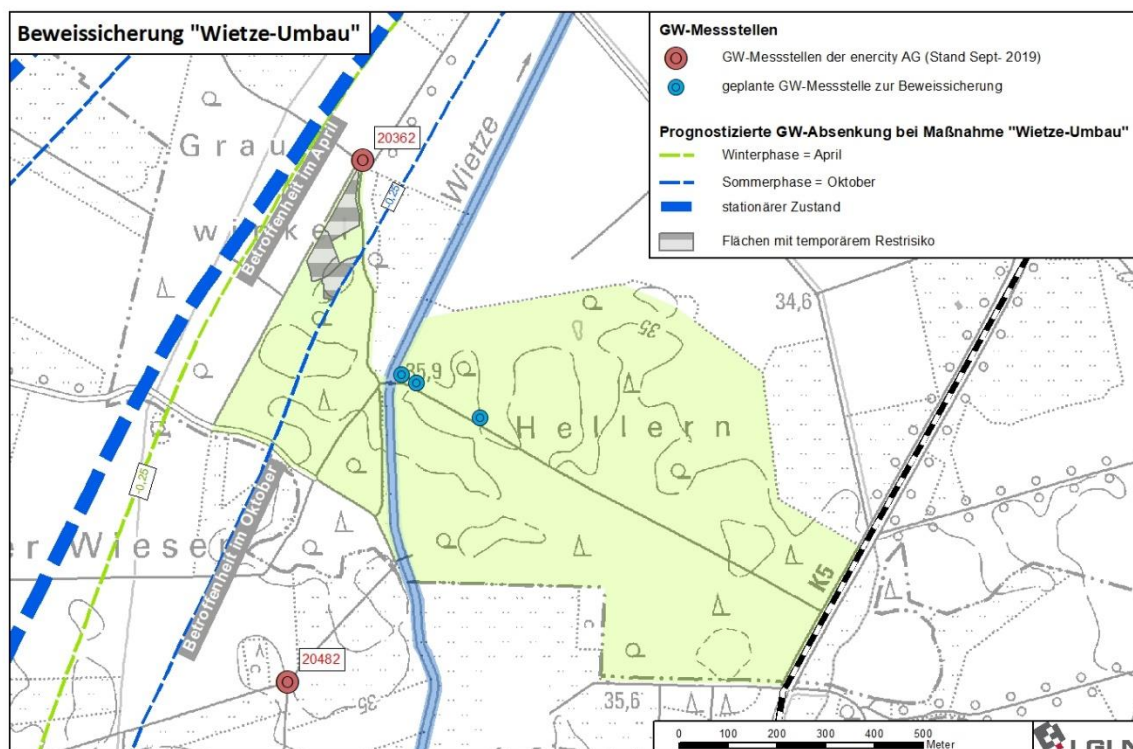 Beweissicherung "Wietze-Umbau"
GW-Messstellen
GW-Messstellen der enercity AG (Stand Sept- 2019)
geplante GW-Messstelle zur Beweissicherung
Prognostizierte GW-Absenkung bei Maßnahme "Wietze-Umbau"
Winterphase = April
Sommerphase = Oktober
stationärer Zustand
Flächen mit temporärem Restrisiko
20362
Grau
Wietze
-0,25
Betroffenheit im April
34,6
35
35,9
Hellern
-0,25
Betroffenheit im Oktober
er Wiesen
K5
20482
35
35,6
0 100 200 300 400 500
Meter
LGLN